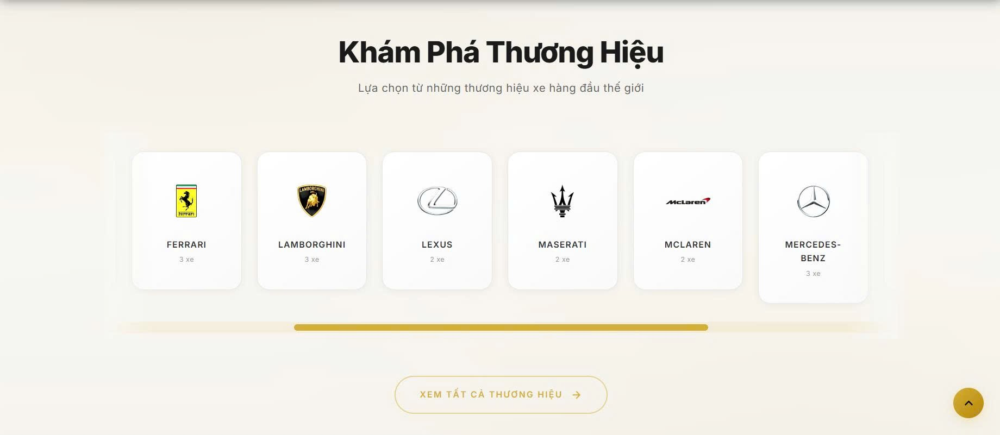 Khám Phá Thương Hiệu
Lựa chọn từ những thương hiệu xe hàng đầu thế giới
Ferrari
FERRARI
3 xe
LAMBORGHINI
LAMBORGHINI
3 xe
LEXUS
2 xe
MASERATI
2 xe
McLaren
MCLAREN
2 xe
MERCEDES-
BENZ
3 xe
XEM TẤT CẢ THƯƠNG HIỆU